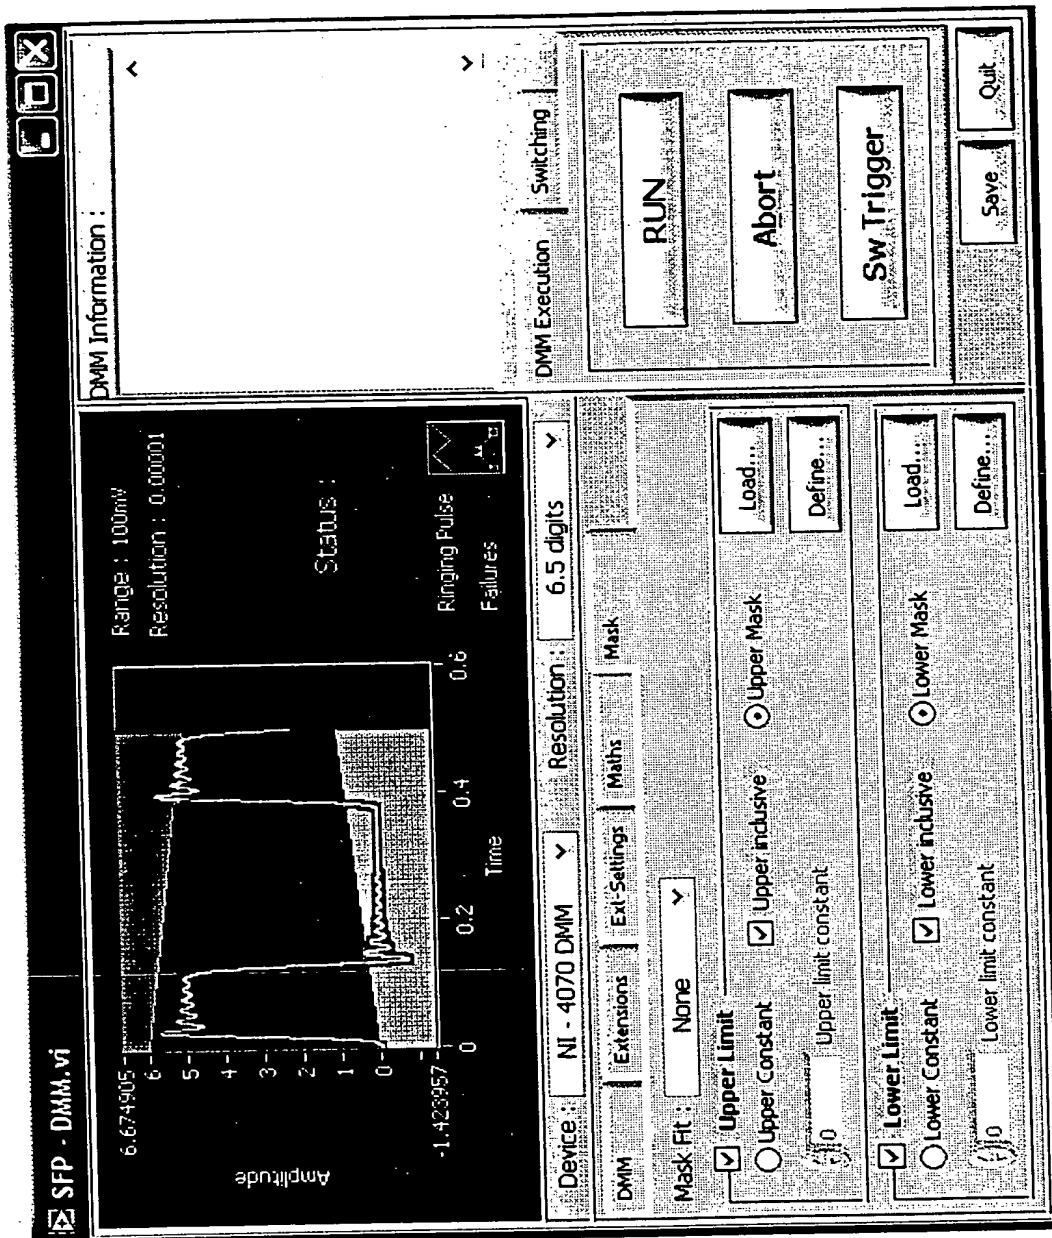 SFP - DMM.vi
6.674905
6
5
4
3
2
1
0
-1.423957
Amplitude
0
0.2
0.4
0.6
Time
Range : 100mV
Resolution : 0.00001
Status :
Ringing Pulse
Failures
DMM Information :
Device :
NI - 4070 DMM
Resolution :
6.5 digits
DMM
Extensions
Ext-Settings
Maths
Mask
Mask Fit :
None
Upper Limit
Upper Constant
Upper inclusive
Upper Mask
Load...
0
Upper limit constant
Define...
Lower Limit
Lower Constant
Lower inclusive
Lower Mask
Load...
0
Lower limit constant
Define...
DMM Execution
Switching
RUN
Abort
Sw Trigger
Save
Quit